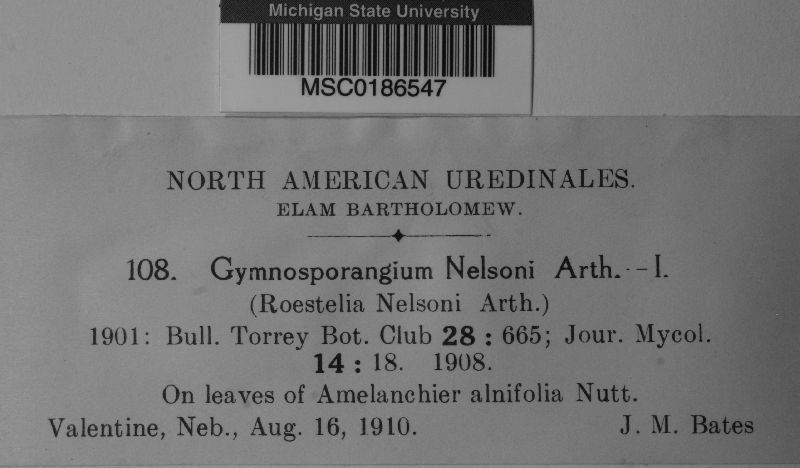 Michigan State University
MSC0186547
NORTH AMERICAN UREDINALES.
ELAM BARTHOLOMEW.
108. Gymnosporangium Nelsoni Arth. - I.
(Roestelia Nelsoni Arth.)
1901: Bull. Torrey Bot. Club 28 : 665; Jour. Mycol.
14 : 18. 1908.
On leaves of Amelanchier alnifolia Nutt.
Valentine, Neb., Aug. 16, 1910. J. M. Bates